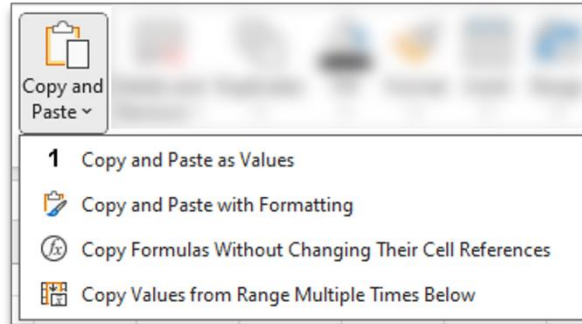 Copy and
Paste
1 Copy and Paste as Values
Copy and Paste with Formatting
fx Copy Formulas Without Changing Their Cell References
Copy Values from Range Multiple Times Below